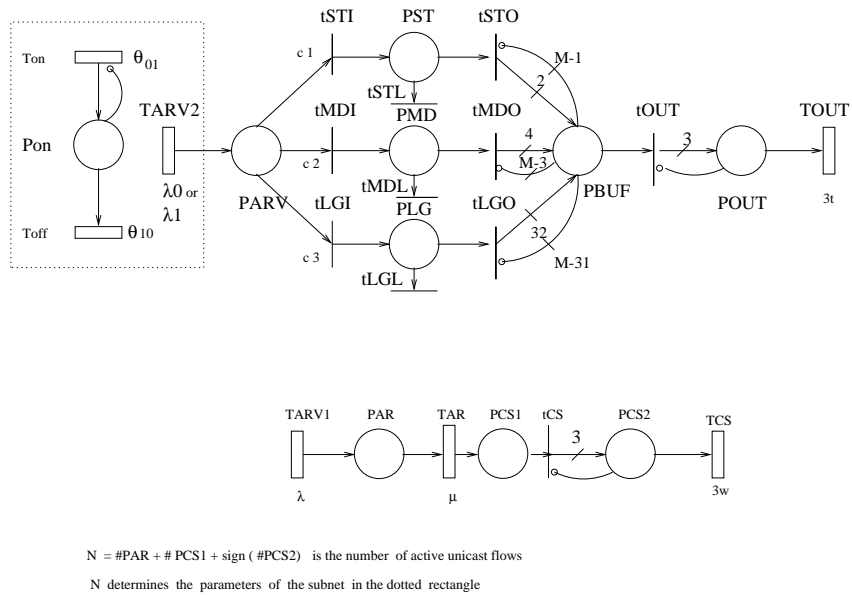 tSTI PST tSTO
Ton θ01 c 1 M-1
2
tSTL
TARV2 tMDI PMD tMDO tOUT TOUT
Pon 4 3
c 2 M-3
λ0 or
λ1
tMDL
PARV tLGI PLG tLGO PBUF POUT 3t
Toff θ10 32
c 3 M-31
tLGL
TARV1 PAR TAR PCS1 tCS PCS2 TCS
3
λ μ 3w
N = #PAR + # PCS1 + sign ( #PCS2) is the number of active unicast flows
N determines the parameters of the subnet in the dotted rectangle